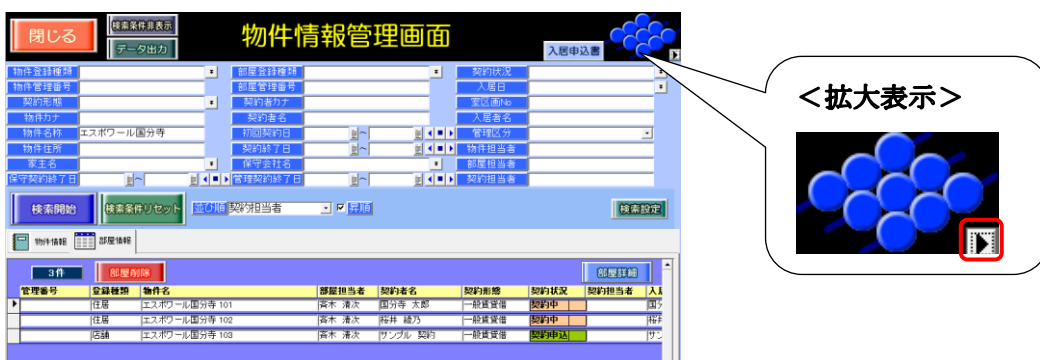 閉じる
検索条件非表示
データ出力
物件情報管理画面
入居申込書
物件登録種類 部屋登録種類 契約状況
物件管理番号 部屋管理番号 入居日
契約形態 契約者カナ 室区画No
物件カナ 契約者名 入居者名
物件名称 エスポワール国分寺 初回契約日 ～ 管理区分
物件住所 契約終了日 ～ 物件担当者
家主名 保守会社名 部屋担当者
保守契約終了日 ～ 管理契約終了日 ～ 契約担当者
検索開始 検索条件リセット 並び順 契約担当者 昇順 検索設定
物件情報 部屋情報
3件 部屋削除 部屋詳細
管理番号 登録種類 物件名 部屋担当者 契約者名 契約形態 契約状況 契約担当者 入
住居 エスポワール国分寺 101 斉木 清次 国分寺 太郎 一般賃貸借 契約中
住居 エスポワール国分寺 102 斉木 清次 桜井 綾乃 一般賃貸借 契約中
店舗 エスポワール国分寺 103 斉木 清次 サンプル 契約 一般賃貸借 契約申込 サン
＜拡大表示＞